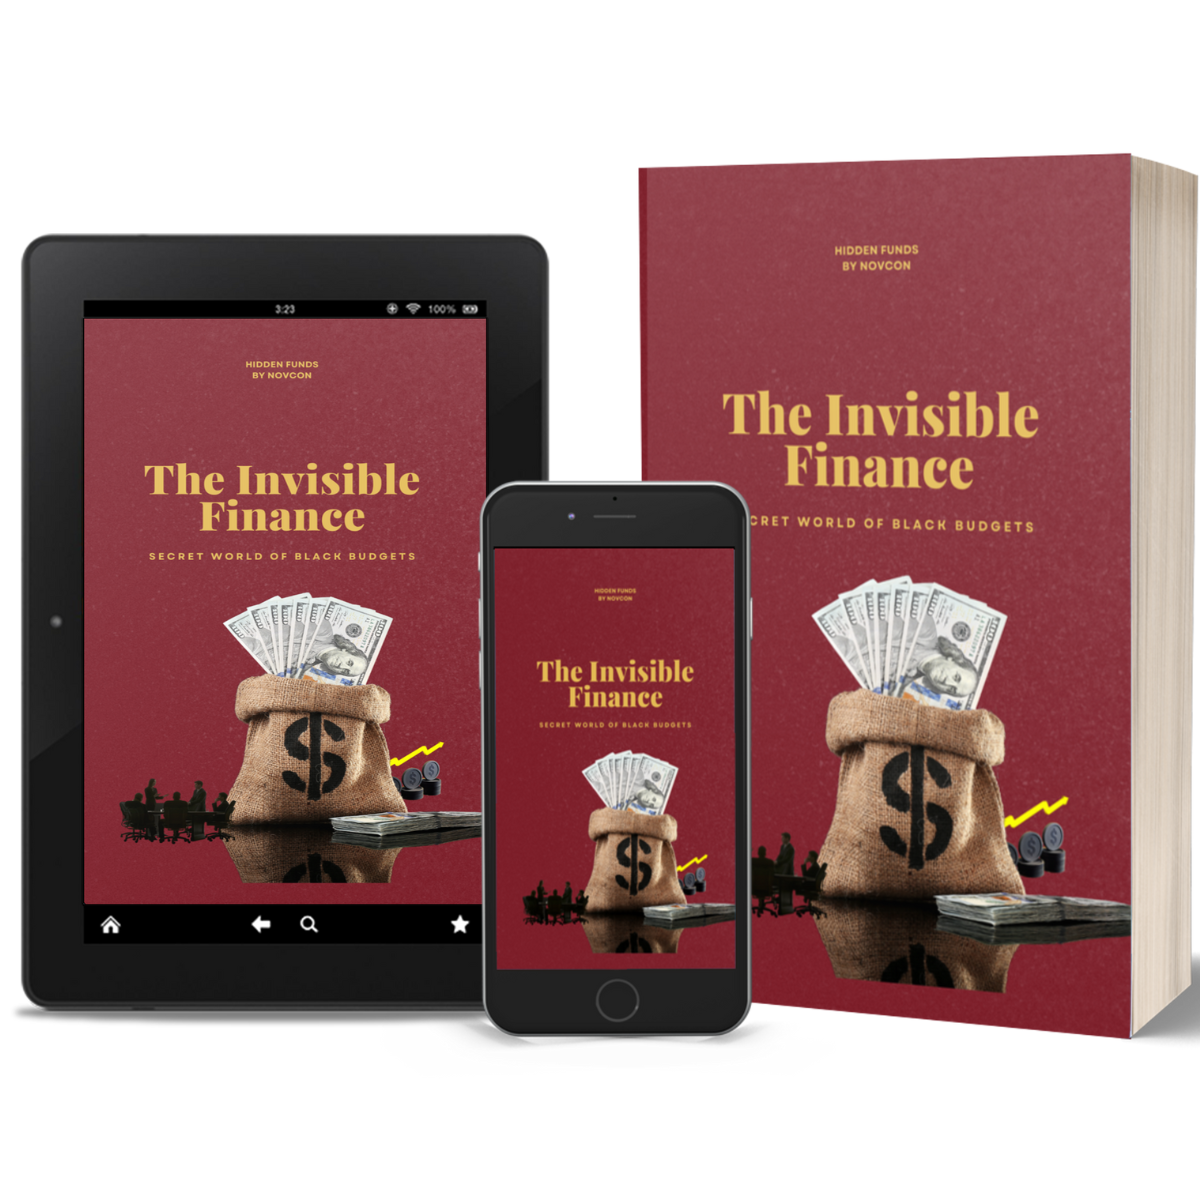 3:23
100%
HIDDEN FUNDS
BY NOVCON
The Invisible
Finance
SECRET WORLD OF BLACK BUDGETS
HIDDEN FUNDS
BY NOVCON
The Invisible
Finance
SECRET WORLD OF BLACK BUDGETS
$
HIDDEN FUNDS
BY NOVCON
The Invisible
Finance
CRET WORLD OF BLACK BUDGETS
$
$